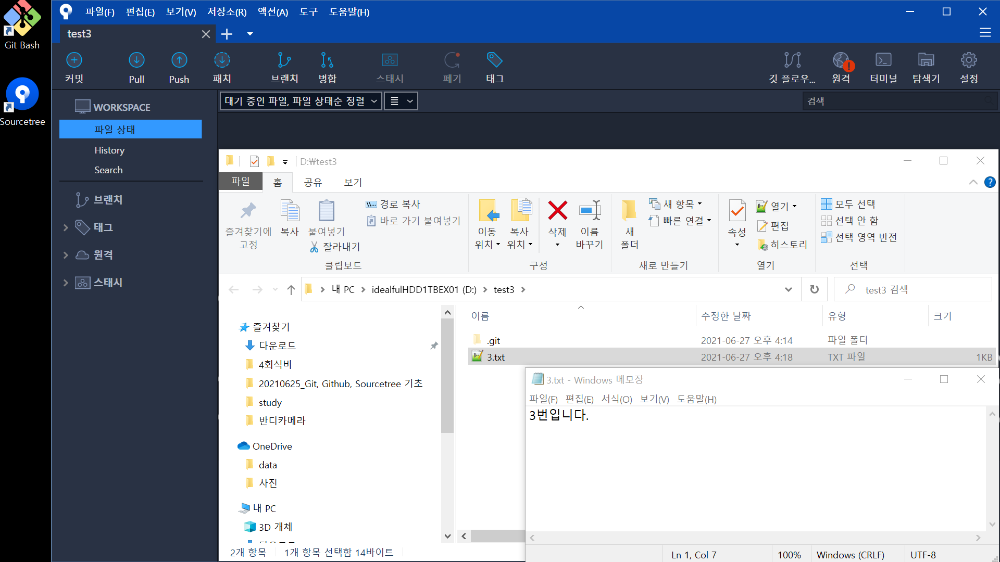 Git Bash
Sourcetree
파일(F) 편집(E) 보기(V) 저장소(R) 액션(A) 도구 도움말(H)
test3
커밋 Pull Push 패치 브랜치 병합 스태시 폐기 태그 깃 플로우... 원격 터미널 탐색기 설정
WORKSPACE
파일 상태
History
Search
브랜치
태그
원격
스태시
대기 중인 파일, 파일 상태순 정렬
검색
D:₩test3
파일 홈 공유 보기
즐겨찾기에 고정
복사
붙여넣기
경로 복사
바로 가기 붙여넣기
잘라내기
클립보드
이동 위치
복사 위치
삭제
이름 바꾸기
구성
새 폴더
새 항목
빠른 연결
새로 만들기
속성
열기
편집
히스토리
열기
모두 선택
선택 안 함
선택 영역 반전
선택
내 PC idealfulHDD1TBEX01 (D:) test3
test3 검색
즐겨찾기
다운로드
4회식비
20210625_Git, Github, Sourcetree 기초
study
반디카메라
OneDrive
data
사진
내 PC
3D 개체
이름 수정한 날짜 유형 크기
.git 2021-06-27 오후 4:14 파일 폴더
3.txt 2021-06-27 오후 4:18 TXT 파일 1KB
2개 항목 1개 항목 선택함 14바이트
3.txt - Windows 메모장
파일(F) 편집(E) 서식(O) 보기(V) 도움말(H)
3번입니다.
Ln 1, Col 7 100% Windows (CRLF) UTF-8